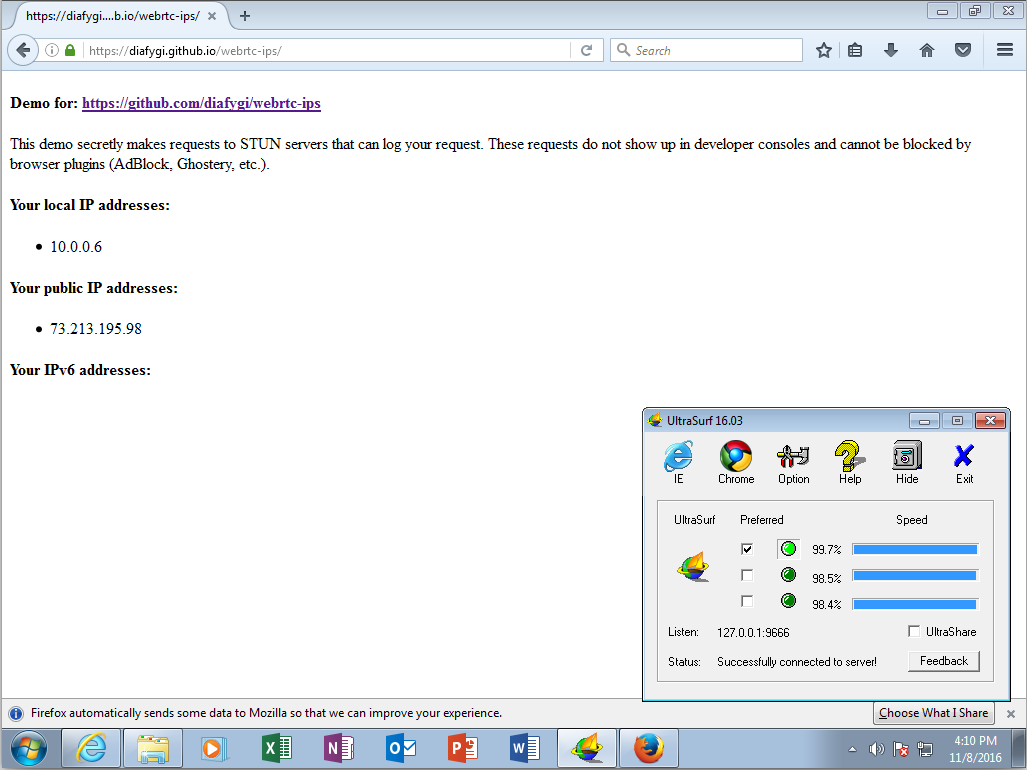 https://diafygi....b.io/webrtc-ips/
https://diafygi.github.io/webrtc-ips/
Search
Demo for: https://github.com/diafygi/webrtc-ips
This demo secretly makes requests to STUN servers that can log your request. These requests do not show up in developer consoles and cannot be blocked by
browser plugins (AdBlock, Ghostery, etc.).
Your local IP addresses:
10.0.0.6
Your public IP addresses:
73.213.195.98
Your IPv6 addresses:
UltraSurf 16.03
IE Chrome Option Help Hide Exit
UltraSurf Preferred Speed
99.7%
98.5%
98.4%
Listen: 127.0.0.1:9666 UltraShare
Status: Successfully connected to server! Feedback
Firefox automatically sends some data to Mozilla so that we can improve your experience. Choose What I Share
4:10 PM
11/8/2016